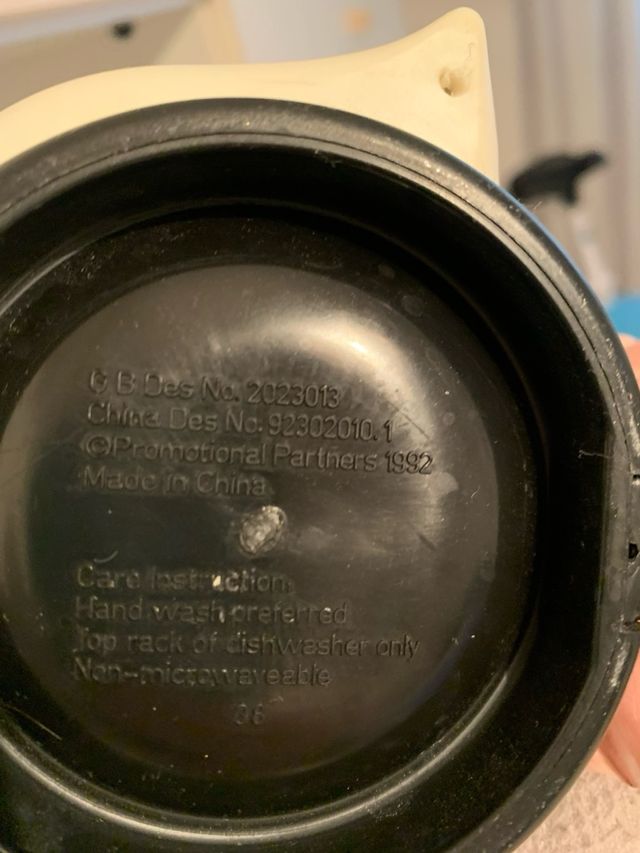 G B Des No. 2023013
China Des No. 92302010.1
©Promotional Partners 1992
Made in China
Care Instruction
Hand wash preferred
Top rack of dishwasher only
Non-microwaveable
06